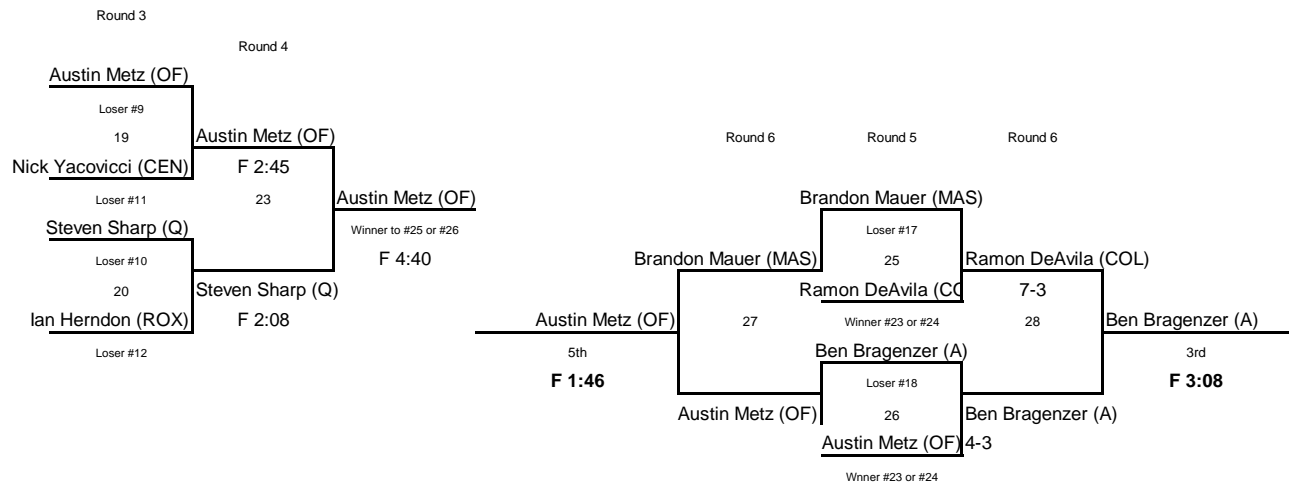 Round 3
Round 4
Austin Metz (OF)
Loser #9
19
Austin Metz (OF)
Nick Yacovicci (CEN)
F 2:45
Loser #11
23
Austin Metz (OF)
Steven Sharp (Q)
Winner to #25 or #26
Loser #10
F 4:40
20
Steven Sharp (Q)
Ian Herndon (ROX)
F 2:08
Loser #12
Round 6
Round 5
Round 6
Brandon Mauer (MAS)
Loser #17
Brandon Mauer (MAS)
25
Ramon DeAvila (COL)
Ramon DeAvila (CO
7-3
Austin Metz (OF)
27
Winner #23 or #24
28
Ben Bragenzer (A)
5th
Ben Bragenzer (A)
3rd
F 1:46
Loser #18
F 3:08
Austin Metz (OF)
26
Ben Bragenzer (A)
Austin Metz (OF)
4-3
Wnner #23 or #24